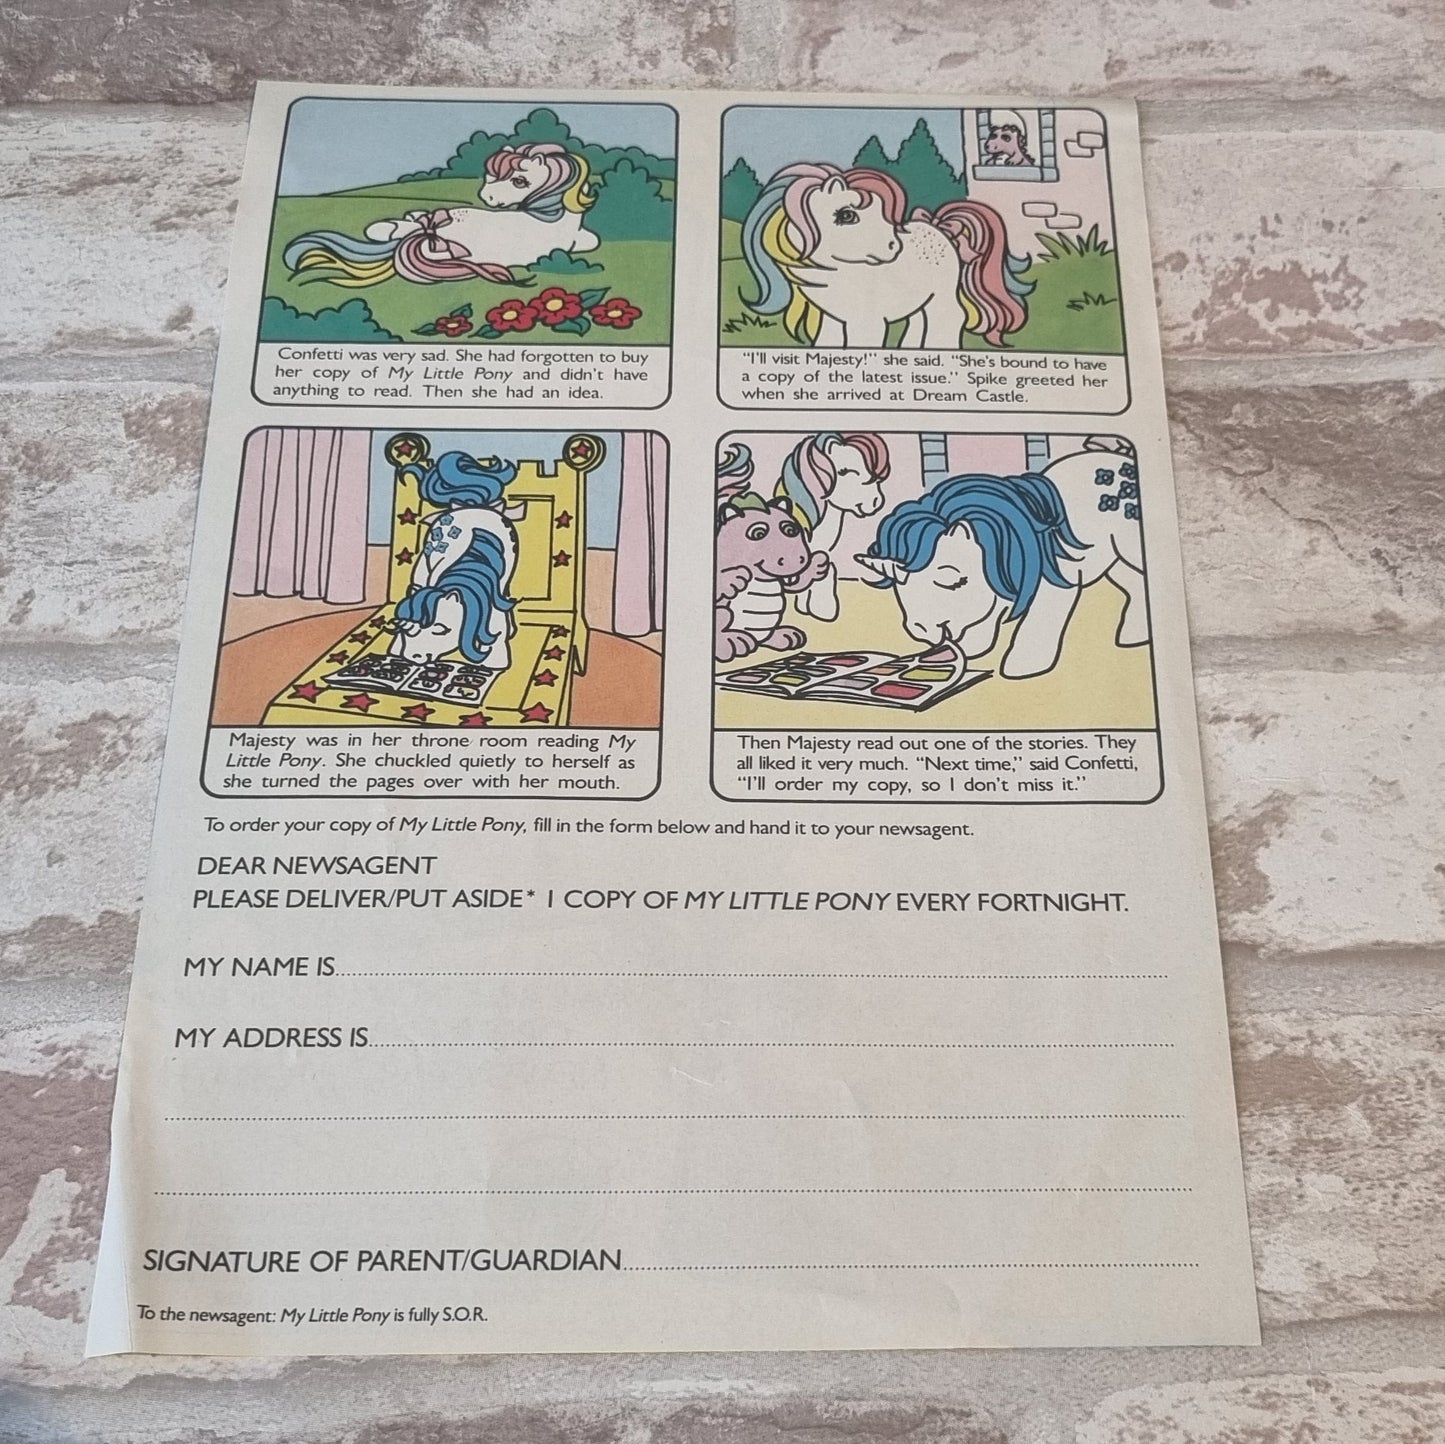 Confetti was very sad. She had forgotten to buy
her copy of My Little Pony and didn't have
anything to read. Then she had an idea.
"I'll visit Majesty!" she said. "She's bound to have
a copy of the latest issue." Spike greeted her
when she arrived at Dream Castle.
Majesty was in her throne room reading My
Little Pony. She chuckled quietly to herself as
she turned the pages over with her mouth.
Then Majesty read out one of the stories. They
all liked it very much. "Next time," said Confetti,
"I'll order my copy, so I don't miss it."
To order your copy of My Little Pony, fill in the form below and hand it to your newsagent.
DEAR NEWSAGENT
PLEASE DELIVER/PUT ASIDE* 1 COPY OF MY LITTLE PONY EVERY FORTNIGHT.
MY NAME IS
MY ADDRESS IS
SIGNATURE OF PARENT/GUARDIAN
To the newsagent: My Little Pony is fully S.O.R.